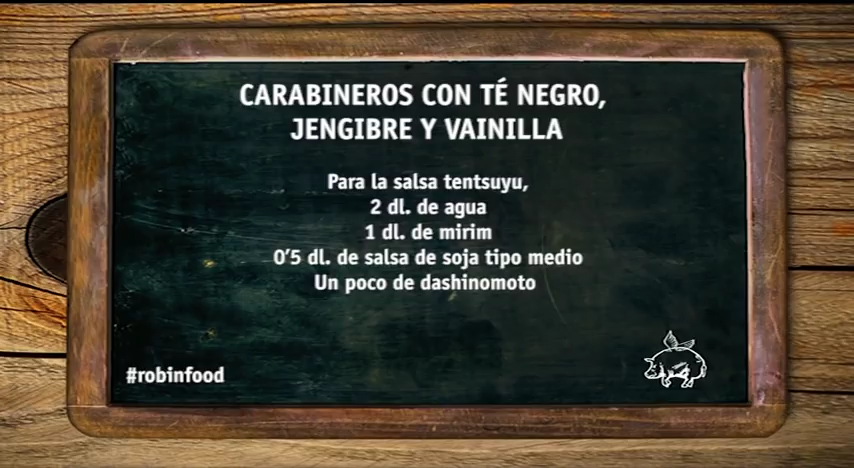 CARABINEROS CON TÉ NEGRO,
JENGIBRE Y VAINILLA
Para la salsa tentsuyu,
2 dl. de agua
1 dl. de mirim
0'5 dl. de salsa de soja tipo medio
Un poco de dashinomoto
#robinfood